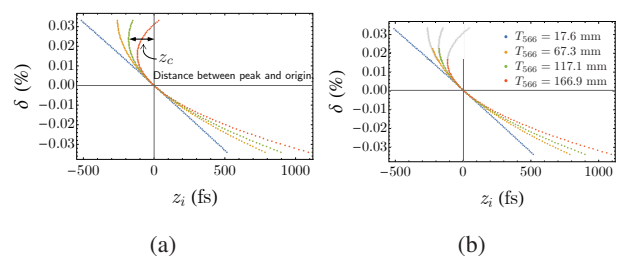 0.03
0.02
0.01
0.00
−0.01
−0.02
−0.03
δ (%)
z_c
Distance between peak and origin.
−500
0
500
1000
z_i (fs)
(a)
0.03
0.02
0.01
0.00
−0.01
−0.02
−0.03
δ (%)
T_566 = 17.6 mm
T_566 = 67.3 mm
T_566 = 117.1 mm
T_566 = 166.9 mm
−500
0
500
1000
z_i (fs)
(b)